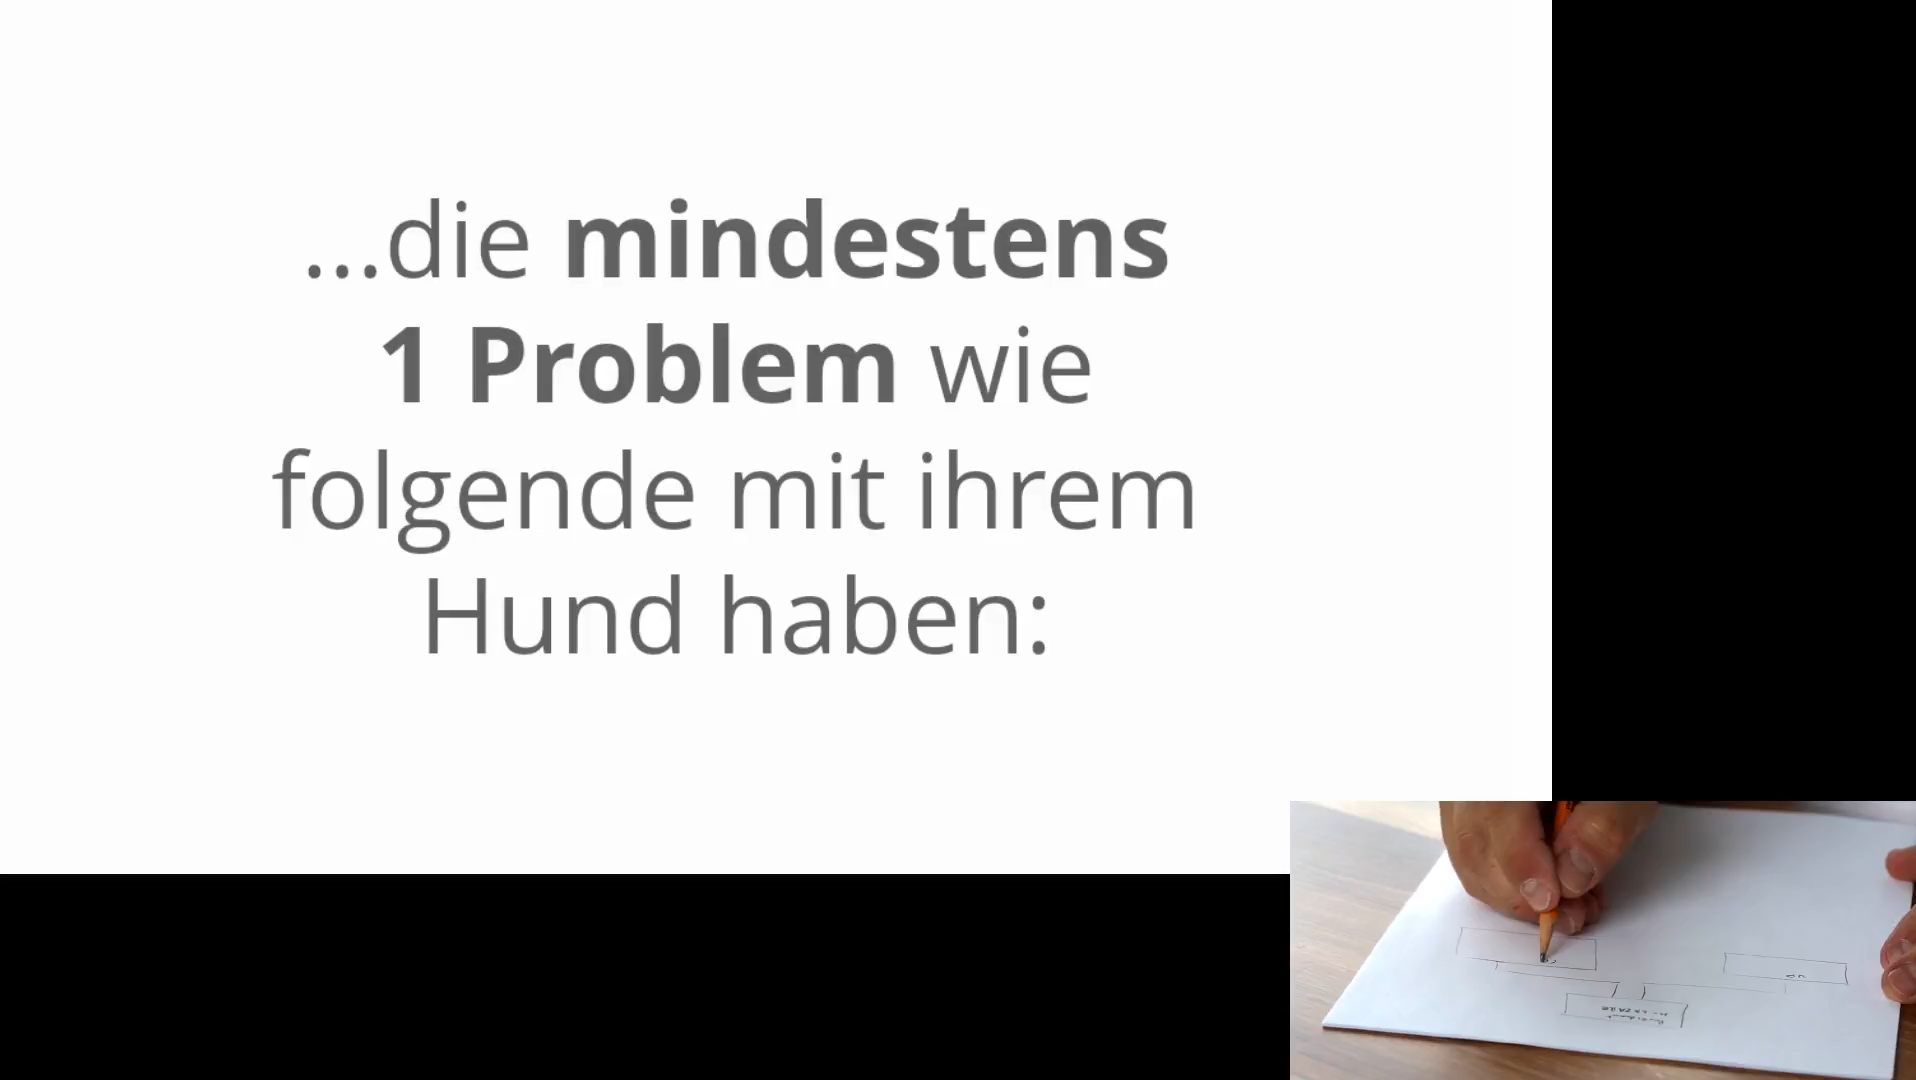 ...die mindestens
1 Problem wie
folgende mit ihrem
Hund haben: